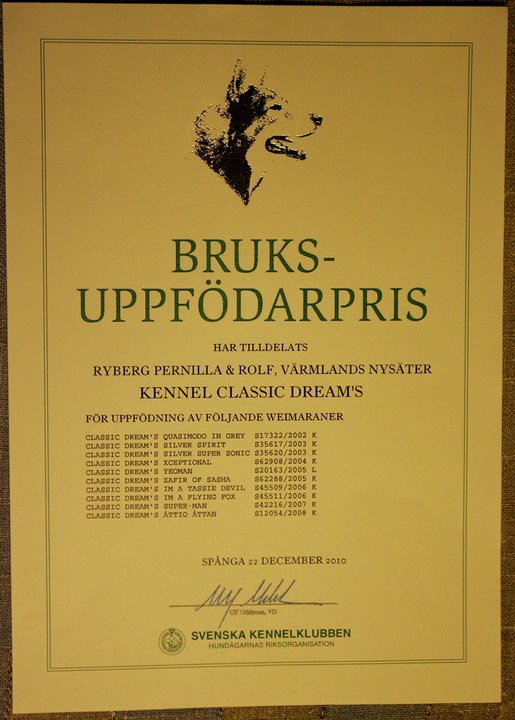 BRUKS-
UPPFÖDARPRIS
HAR TILLDELATS
RYBERG PERNILLA & ROLF, VÄRMLANDS NYSÄTER
KENNEL CLASSIC DREAM'S
FÖR UPPFÖDNING AV FÖLJANDE WEIMARANER
CLASSIC DREAM'S QUASIMODO IN GREY S17322/2002 K
CLASSIC DREAM'S SILVER SPIRIT S35617/2003 K
CLASSIC DREAM'S SILVER SUPER SONIC S35620/2003 K
CLASSIC DREAM'S XCEPTIONAL S62908/2004 K
CLASSIC DREAM'S YEOMAN S20163/2005 L
CLASSIC DREAM'S ZAFIR OF SASHA S62288/2005 K
CLASSIC DREAM'S IM A TASSIE DEVIL S45509/2006 K
CLASSIC DREAM'S IM A FLYING FOX S45511/2006 K
CLASSIC DREAM'S SUPER-MAN S42216/2007 K
CLASSIC DREAM'S ÅTTIO ÅTTAN S12054/2008 K
SPÅNGA 22 DECEMBER 2010
Ulf Uddman, VD
SVENSKA KENNELKLUBBEN
HUNDÄGARNAS RIKSORGANISATION